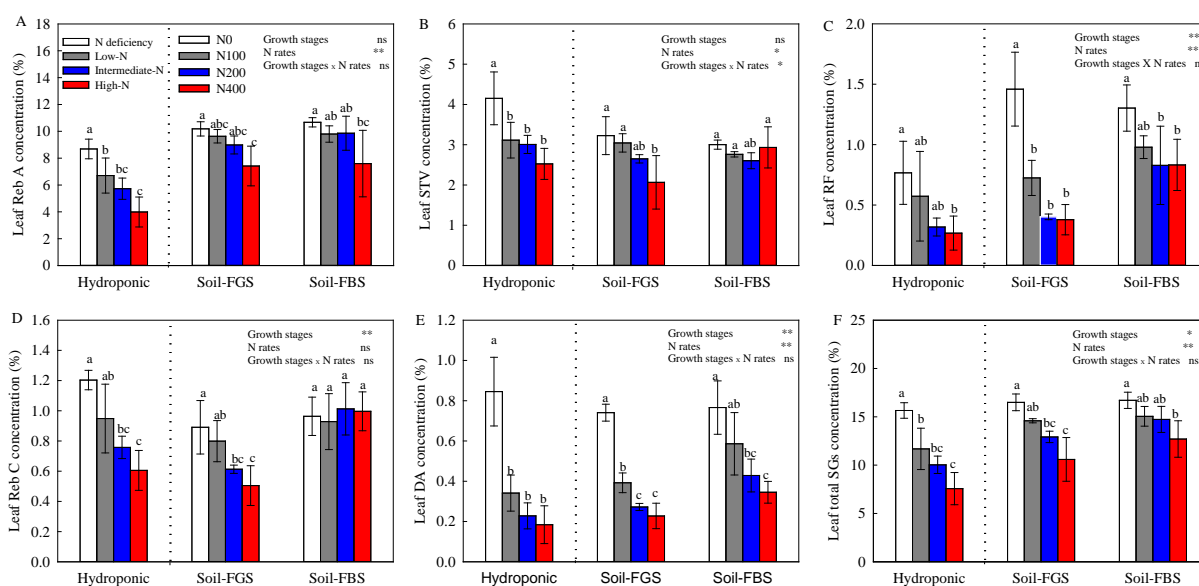 A
Leaf Reb A concentration (%)
18
16
14
12
10
8
6
4
2
0
N deficiency
Low-N
Intermediate-N
High-N
N0
N100
N200
N400
Growth stages ns
N rates **
Growth stages x N rates ns
a b bc c
a abc abc c
a ab ab b
Hydroponic Soil-FGS Soil-FBS
B
Leaf STV concentration (%)
6
5
4
3
2
1
0
Growth stages ns
N rates *
Growth stages x N rates *
a b b b
a a ab b
a a ab a
Hydroponic Soil-FGS Soil-FBS
C
Leaf RF concentration (%)
2.0
1.5
1.0
0.5
0.0
Growth stages **
N rates **
Growth stages X N rates ns
a ab ab b
a b b b
a ab b b
Hydroponic Soil-FGS Soil-FBS
D
Leaf Reb C concentration (%)
1.6
1.4
1.2
1.0
0.8
0.6
0.4
0.2
0.0
Growth stages **
N rates ns
Growth stages x N rates ns
a ab bc c
a ab bc c
a a a a
Hydroponic Soil-FGS Soil-FBS
E
Leaf DA concentration (%)
1.2
1.0
0.8
0.6
0.4
0.2
0.0
Growth stages **
N rates **
Growth stages x N rates ns
a b b b
a b c c
a ab bc c
Hydroponic Soil-FGS Soil-FBS
F
Leaf total SGs concentration (%)
25
20
15
10
5
0
Growth stages *
N rates **
Growth stages x N rates ns
a b bc c
a ab bc c
a ab ab b
Hydroponic Soil-FGS Soil-FBS